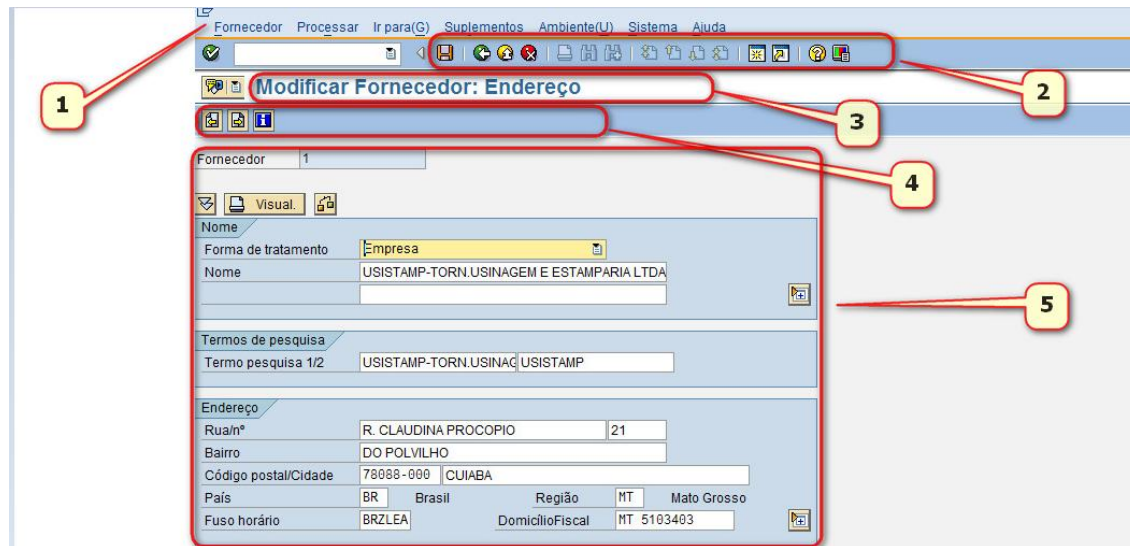 Fornecedor Processar Ir para(G) Suplementos Ambiente(U) Sistema Ajuda
Modificar Fornecedor: Endereço
1
2
3
4
5
Fornecedor 1
Visual.
Nome
Forma de tratamento Empresa
Nome USISTAMP-TORN.USINAGEM E ESTAMPARIA LTDA
Termos de pesquisa
Termo pesquisa 1/2 USISTAMP-TORN.USINAG USISTAMP
Endereço
Rua/nº R. CLAUDINA PROCOPIO 21
Bairro DO POLVILHO
Código postal/Cidade 78088-000 CUIABA
País BR Brasil Região MT Mato Grosso
Fuso horário BRZLEA DomicílioFiscal MT 5103403